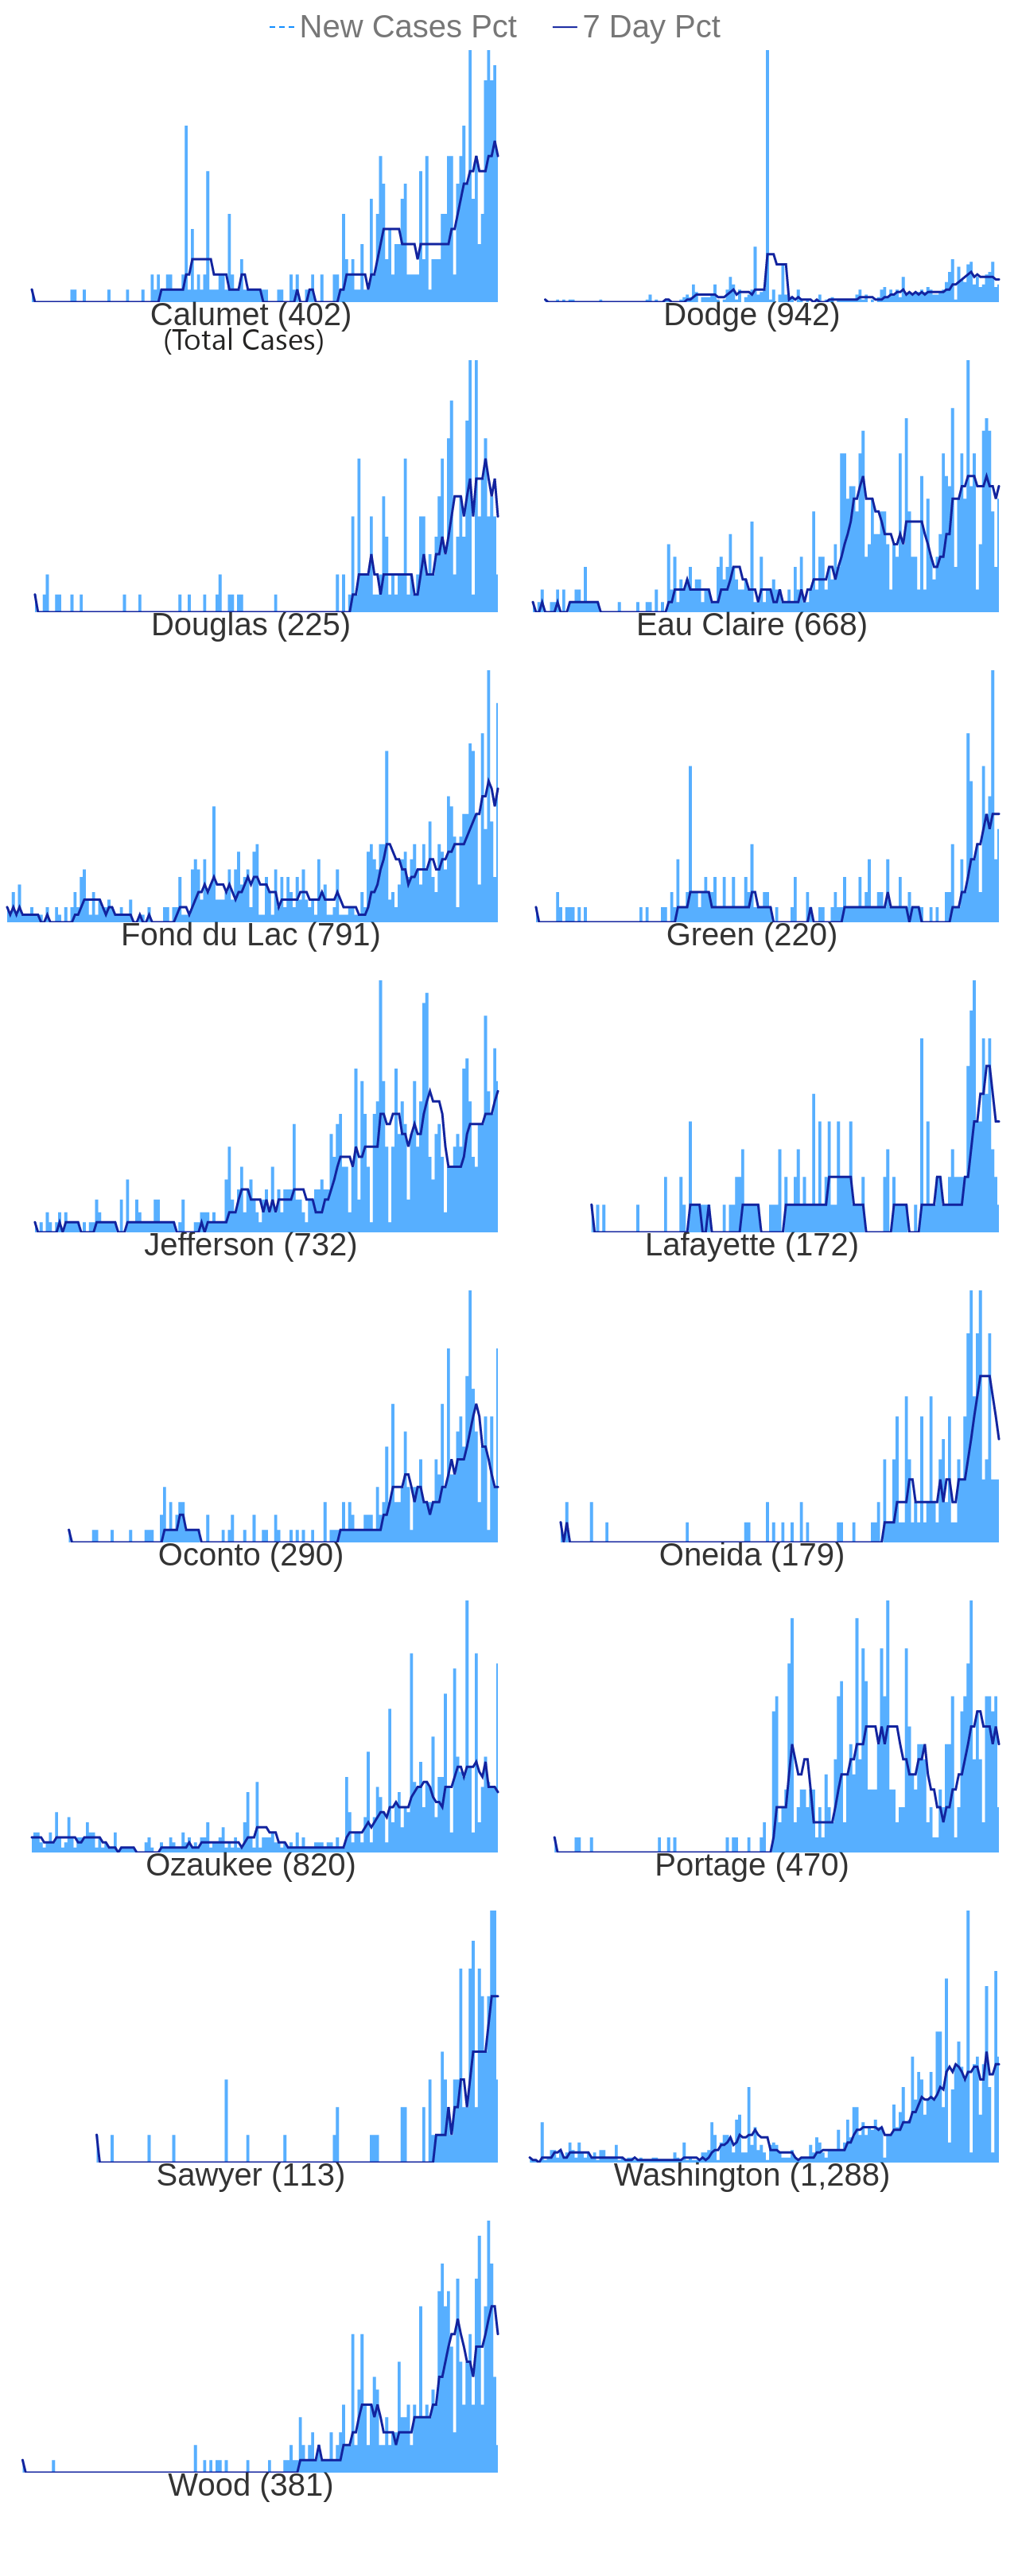 New Cases Pct 7 Day Pct
Calumet (402) Dodge (942)
(Total Cases)
Douglas (225) Eau Claire (668)
Fond du Lac (791) Green (220)
Jefferson (732) Lafayette (172)
Oconto (290) Oneida (179)
Ozaukee (820) Portage (470)
Sawyer (113) Washington (1,288)
Wood (381)